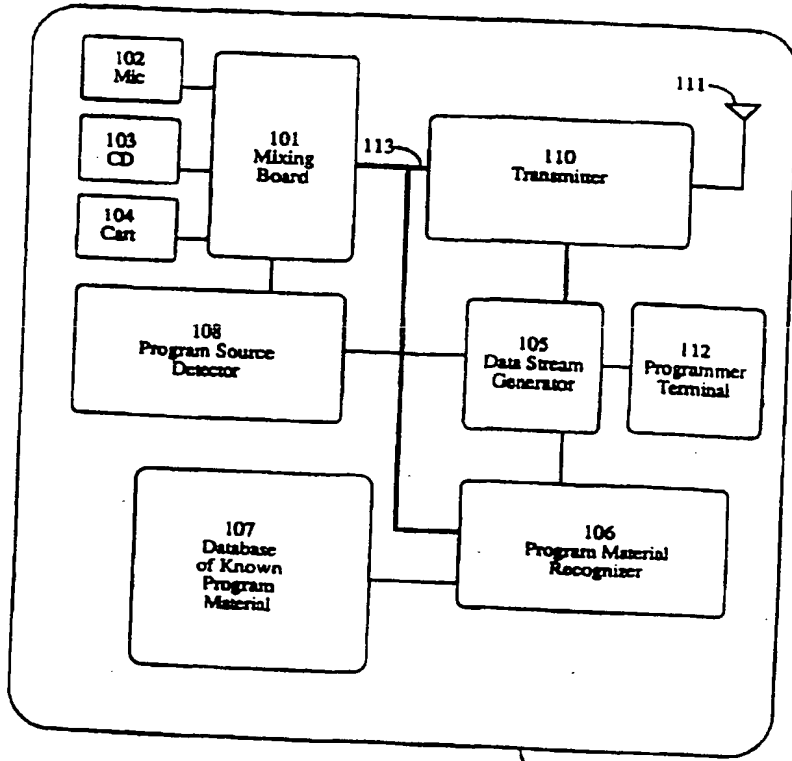 102
Mic
103
CD
104
Cart
101
Mixing
Board
113
110
Transmitter
111
108
Program Source
Detector
105
Data Stream
Generator
112
Programmer
Terminal
107
Database
of Known
Program
Material
106
Program Material
Recognizer